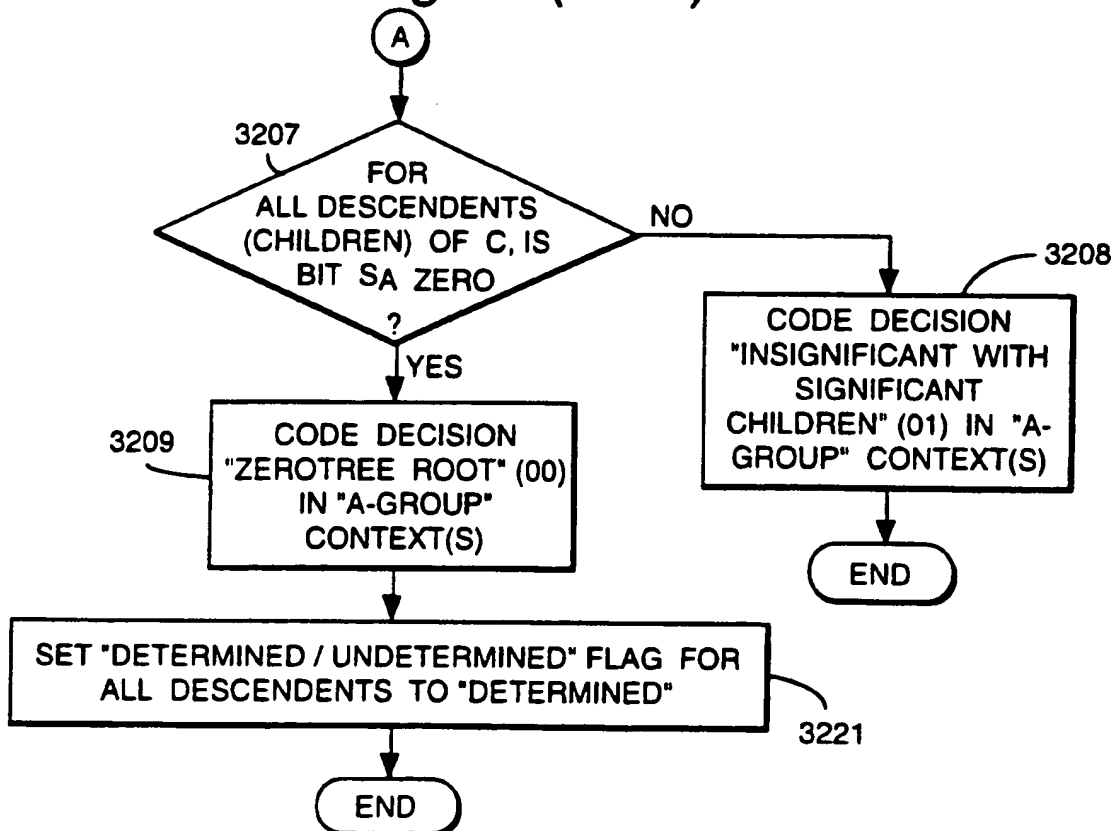 A
3207
FOR
ALL DESCENDENTS
(CHILDREN) OF C, IS
BIT SA ZERO
?
NO
YES
3208
CODE DECISION
"INSIGNIFICANT WITH
SIGNIFICANT
CHILDREN" (01) IN "A-
GROUP" CONTEXT(S)
END
3209
CODE DECISION
"ZEROTREE ROOT" (00)
IN "A-GROUP"
CONTEXT(S)
SET "DETERMINED / UNDETERMINED" FLAG FOR
ALL DESCENDENTS TO "DETERMINED"
3221
END